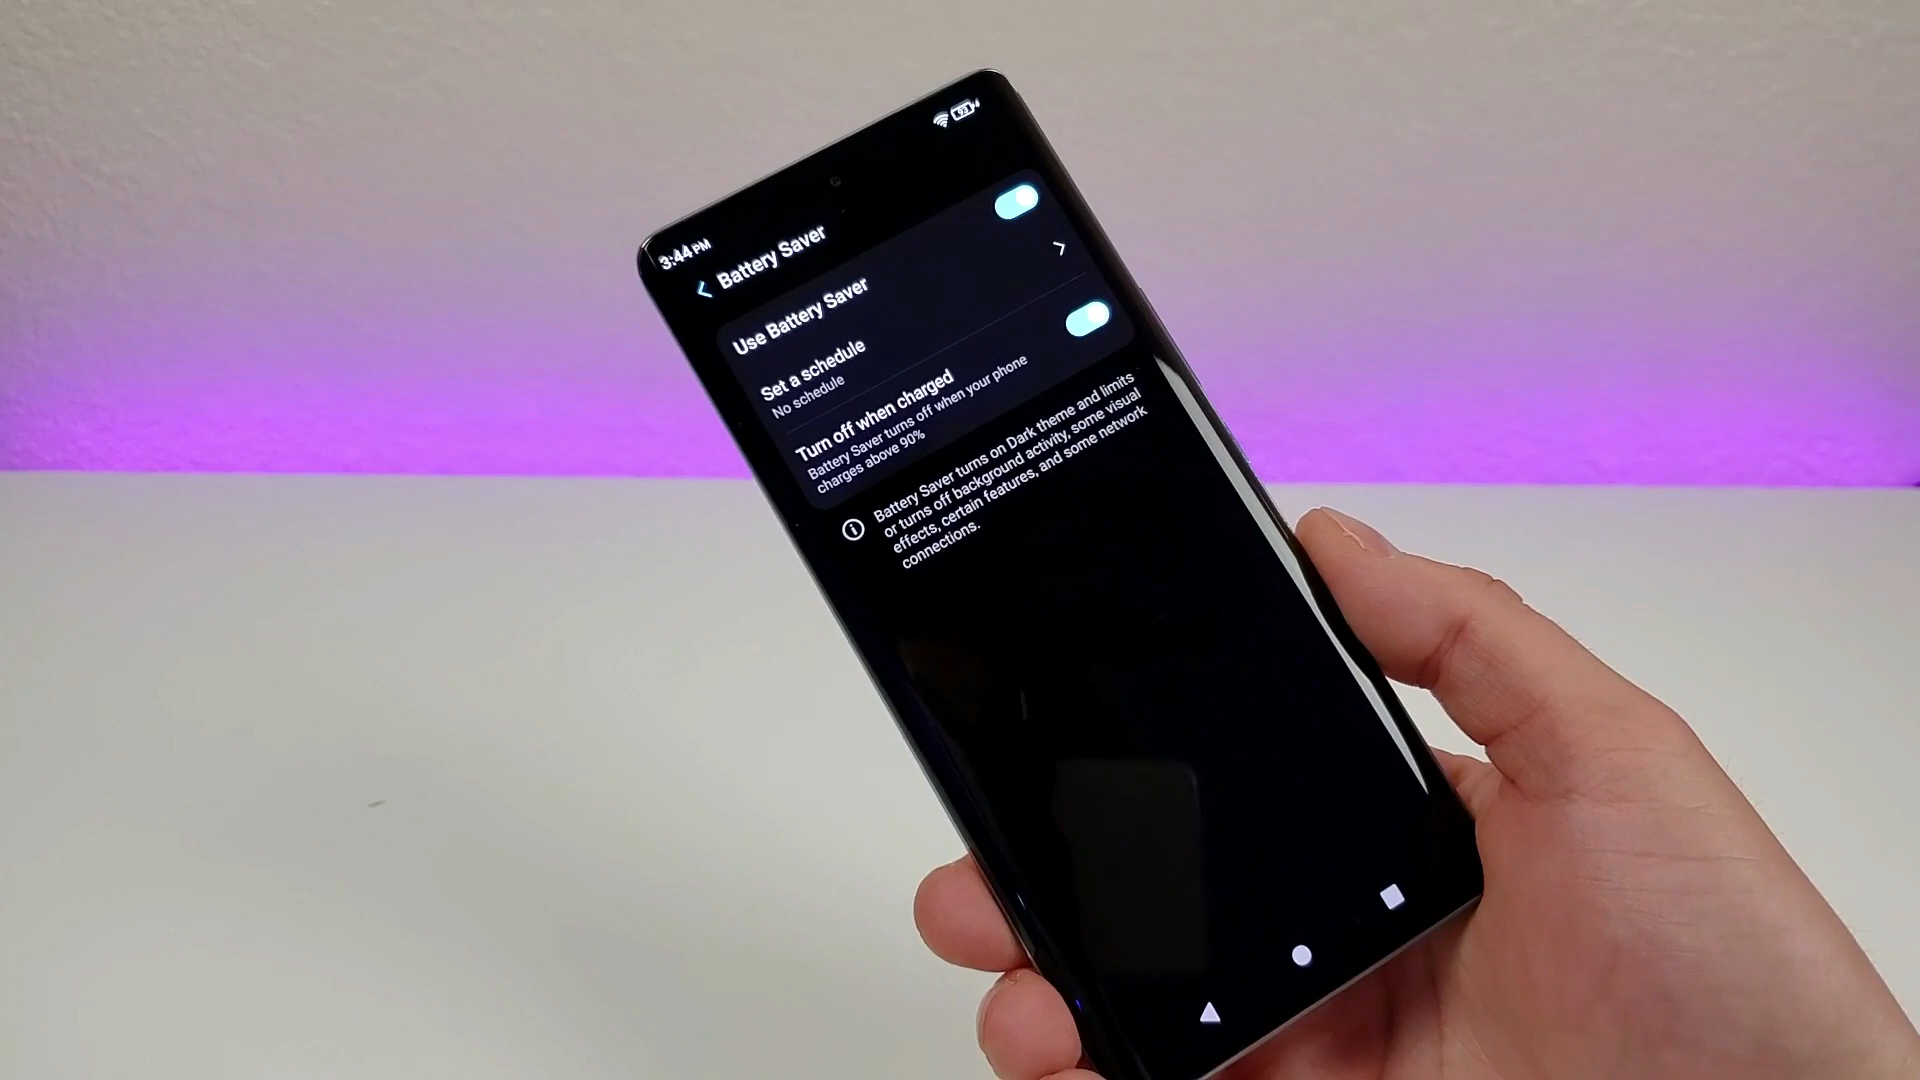 3:44 PM
93
Battery Saver
Use Battery Saver
Set a schedule
No schedule
Turn off when charged
Battery Saver turns off when your phone
charges above 90%
Battery Saver turns on Dark theme and limits
or turns off background activity, some visual
effects, certain features, and some network
connections.